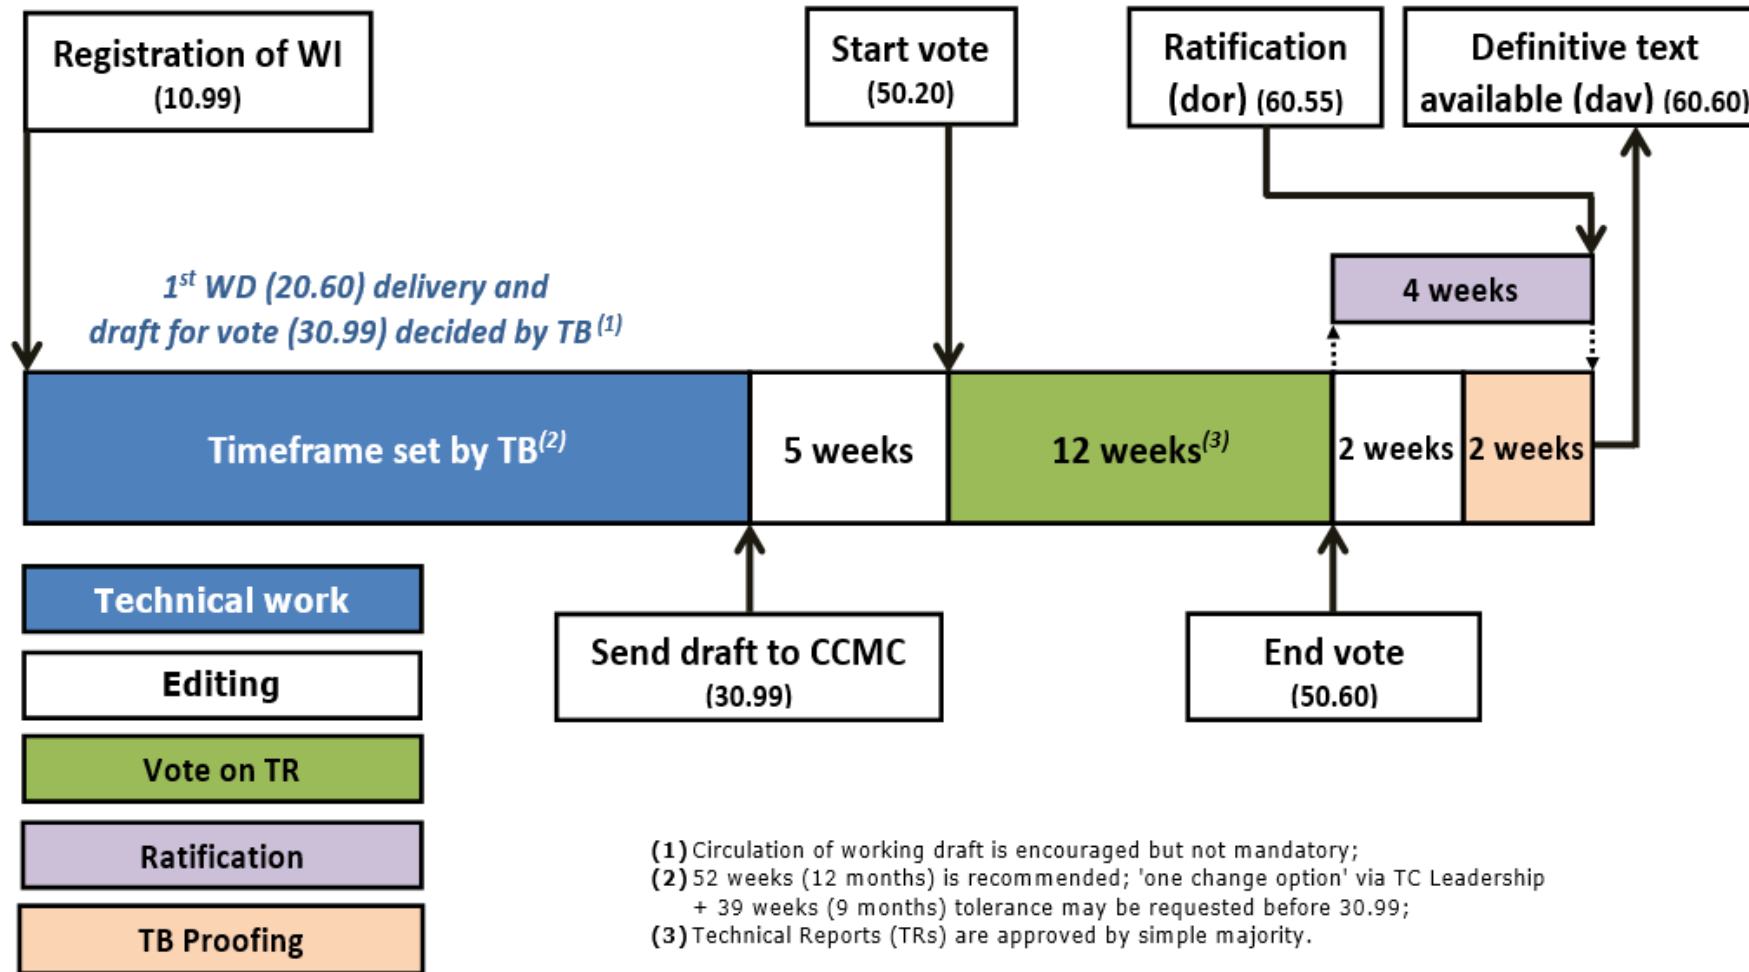 Registration of WI
(10.99)
Start vote
(50.20)
Ratification
(dor) (60.55)
Definitive text
available (dav) (60.60)
1st WD (20.60) delivery and
draft for vote (30.99) decided by TB (1)
4 weeks
Timeframe set by TB(2)
5 weeks
12 weeks(3)
2 weeks
2 weeks
Technical work
Editing
Vote on TR
Ratification
TB Proofing
Send draft to CCMC
(30.99)
End vote
(50.60)
(1) Circulation of working draft is encouraged but not mandatory;
(2) 52 weeks (12 months) is recommended; 'one change option' via TC Leadership
+ 39 weeks (9 months) tolerance may be requested before 30.99;
(3) Technical Reports (TRs) are approved by simple majority.